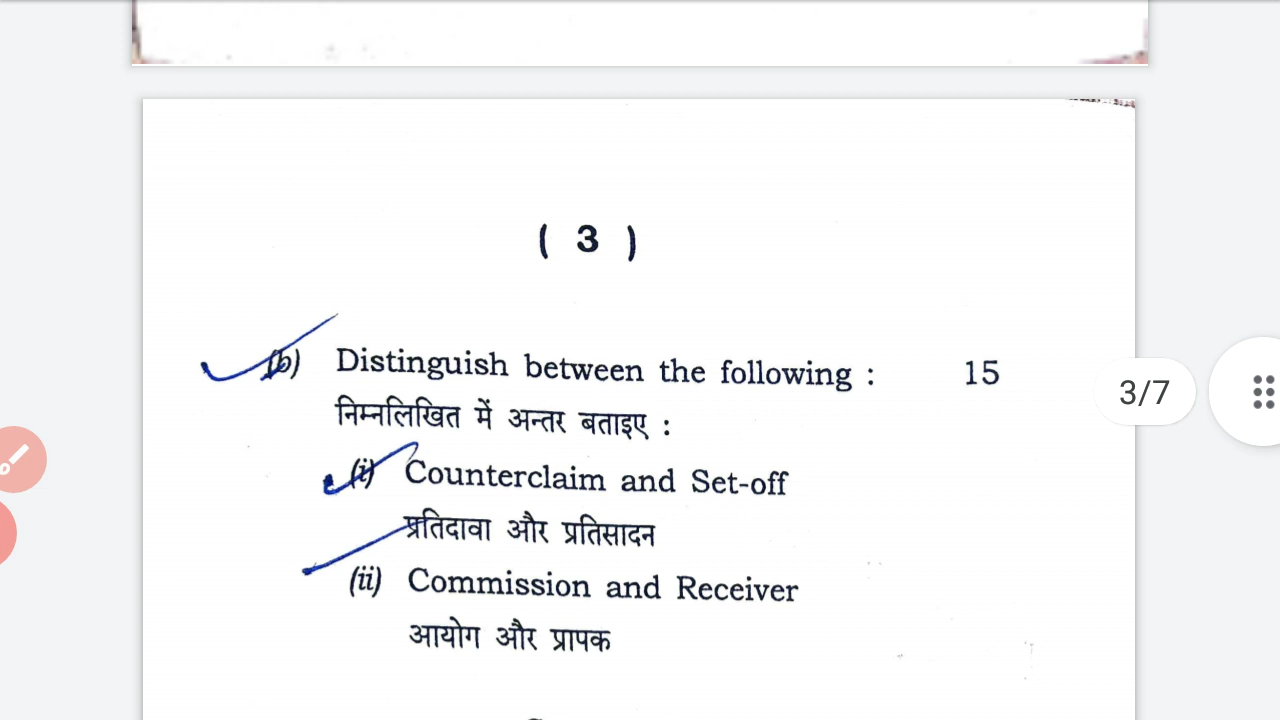 ( 3 )
(b) Distinguish between the following : 15
निम्नलिखित में अन्तर बताइए :
3/7
(i) Counterclaim and Set-off
प्रतिदावा और प्रतिसादन
(ii) Commission and Receiver
आयोग और प्रापक